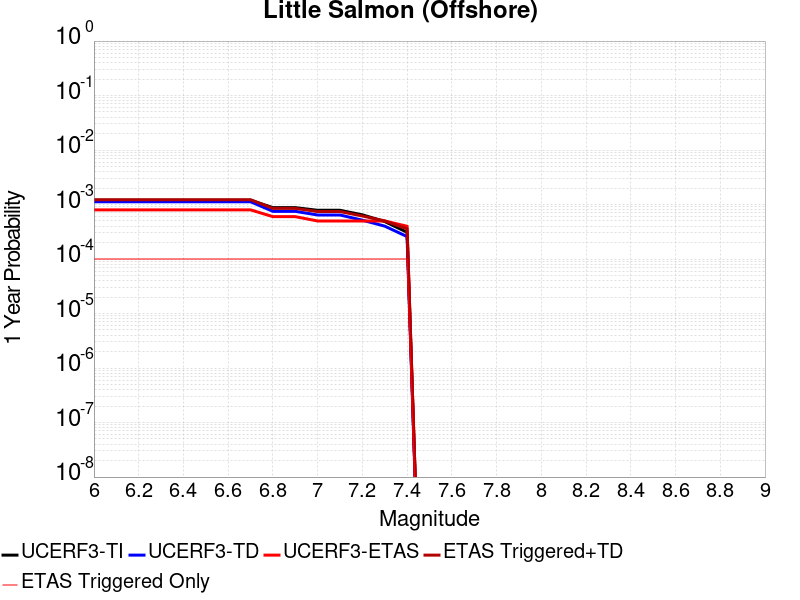 Little Salmon (Offshore)
10^0
10^-1
10^-2
10^-3
10^-4
10^-5
10^-6
10^-7
10^-8
1 Year Probability
6 6.2 6.4 6.6 6.8 7 7.2 7.4 7.6 7.8 8 8.2 8.4 8.6 8.8 9
Magnitude
UCERF3-TI UCERF3-TD UCERF3-ETAS ETAS Triggered+TD
ETAS Triggered Only